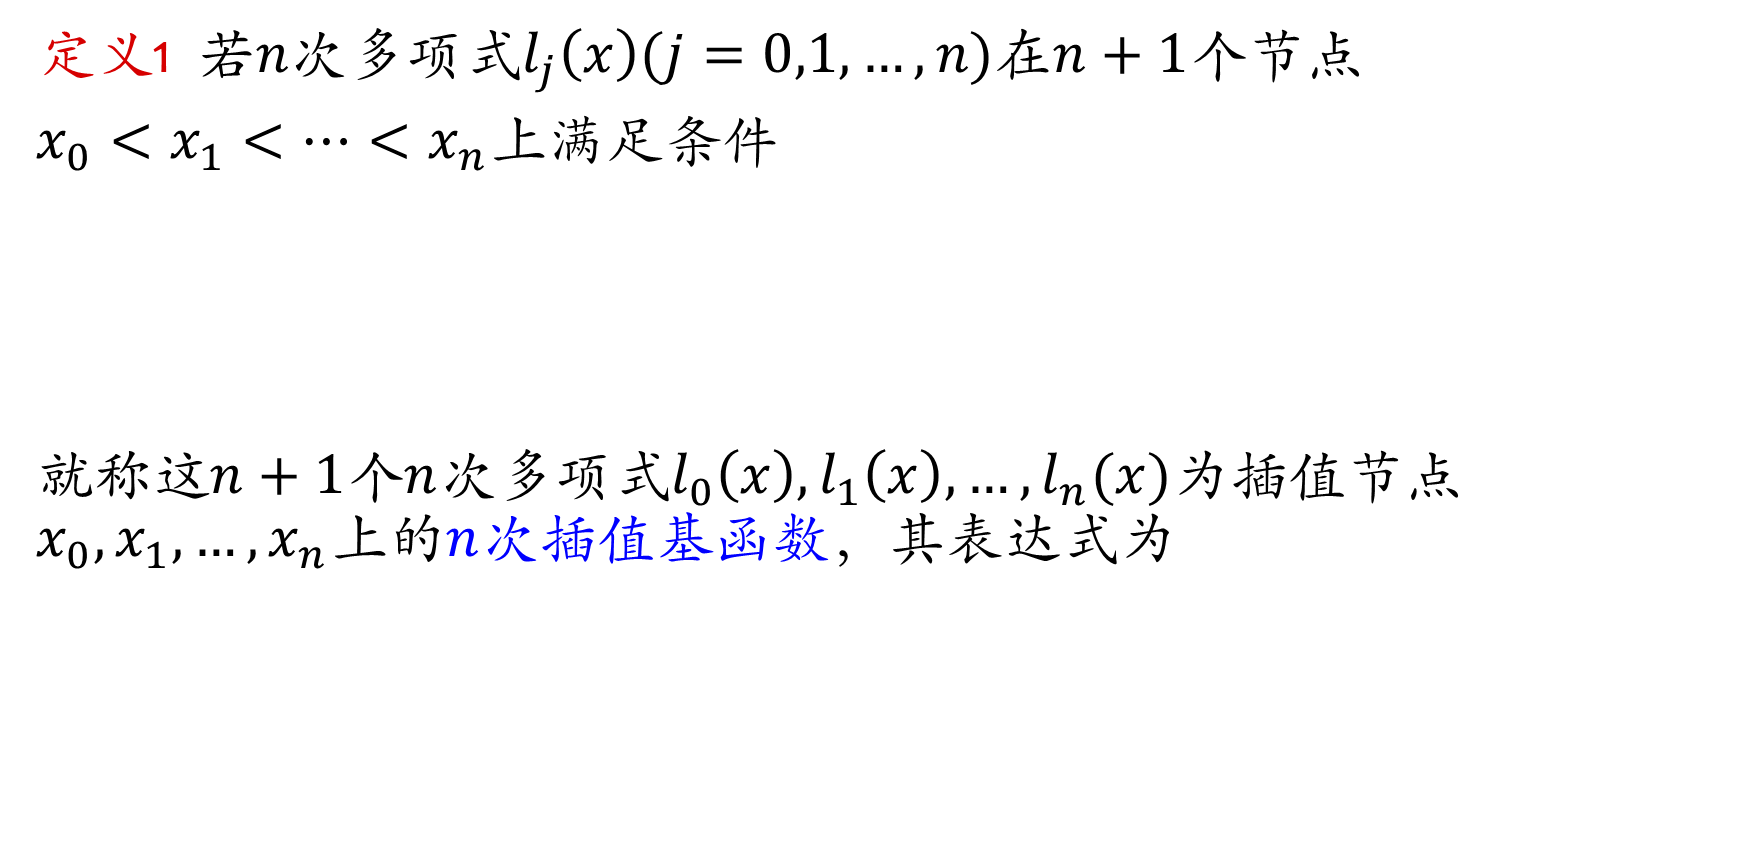 定义1 若n次多项式lⱼ(x)(j = 0,1, … , n)在n + 1个节点
x₀ < x₁ < ⋯ < xₙ上满足条件
就称这n + 1个n次多项式l₀(x), l₁(x), … , lₙ(x)为插值节点
x₀, x₁, … , xₙ上的n次插值基函数，其表达式为